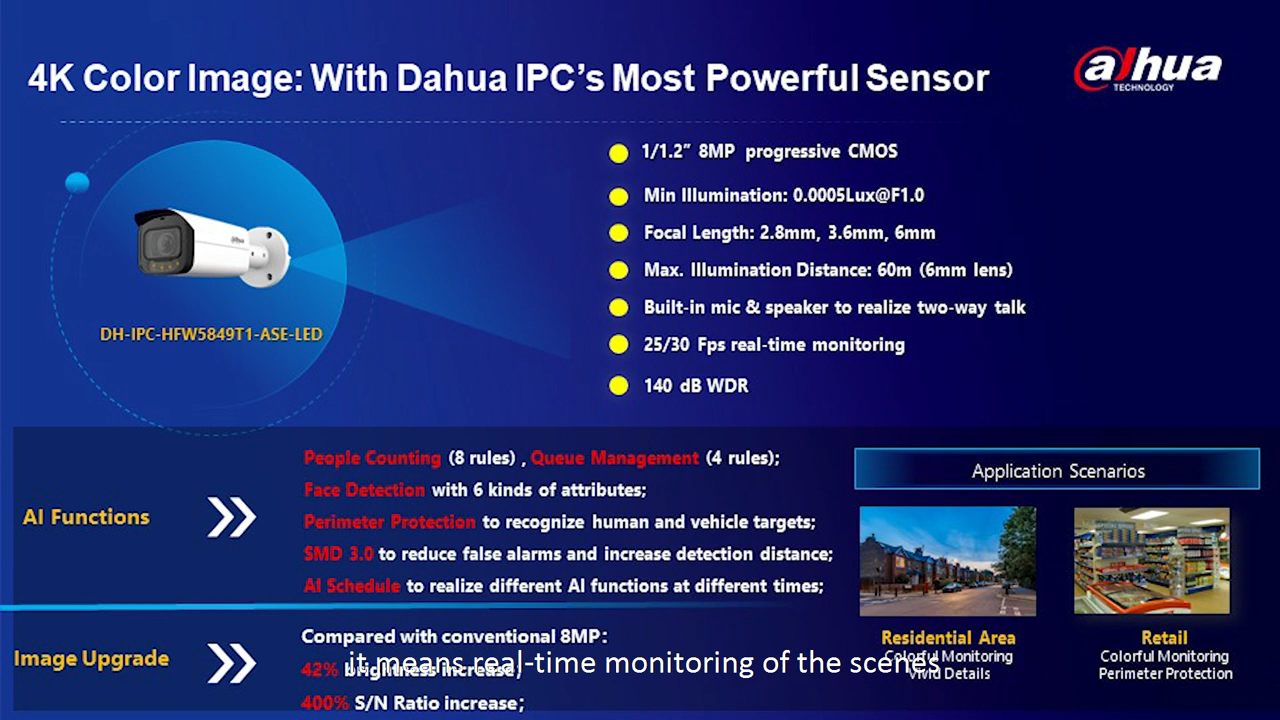 4K Color Image: With Dahua IPC's Most Powerful Sensor
alhua
TECHNOLOGY
1/1.2" 8MP progressive CMOS
Min Illumination: 0.0005Lux@F1.0
Focal Length: 2.8mm, 3.6mm, 6mm
Max. Illumination Distance: 60m (6mm lens)
Built-in mic & speaker to realize two-way talk
25/30 Fps real-time monitoring
140 dB WDR
DH-IPC-HFW5849T1-ASE-LED
AI Functions
People Counting (8 rules) , Queue Management (4 rules);
Face Detection with 6 kinds of attributes;
Perimeter Protection to recognize human and vehicle targets;
SMD 3.0 to reduce false alarms and increase detection distance;
AI Schedule to realize different AI functions at different times;
Application Scenarios
Residential Area
Colorful Monitoring
Vivid Details
Retail
Colorful Monitoring
Perimeter Protection
Image Upgrade
Compared with conventional 8MP:
42% brightness increase;
400% S/N Ratio increase;
it means real-time monitoring of the scenes